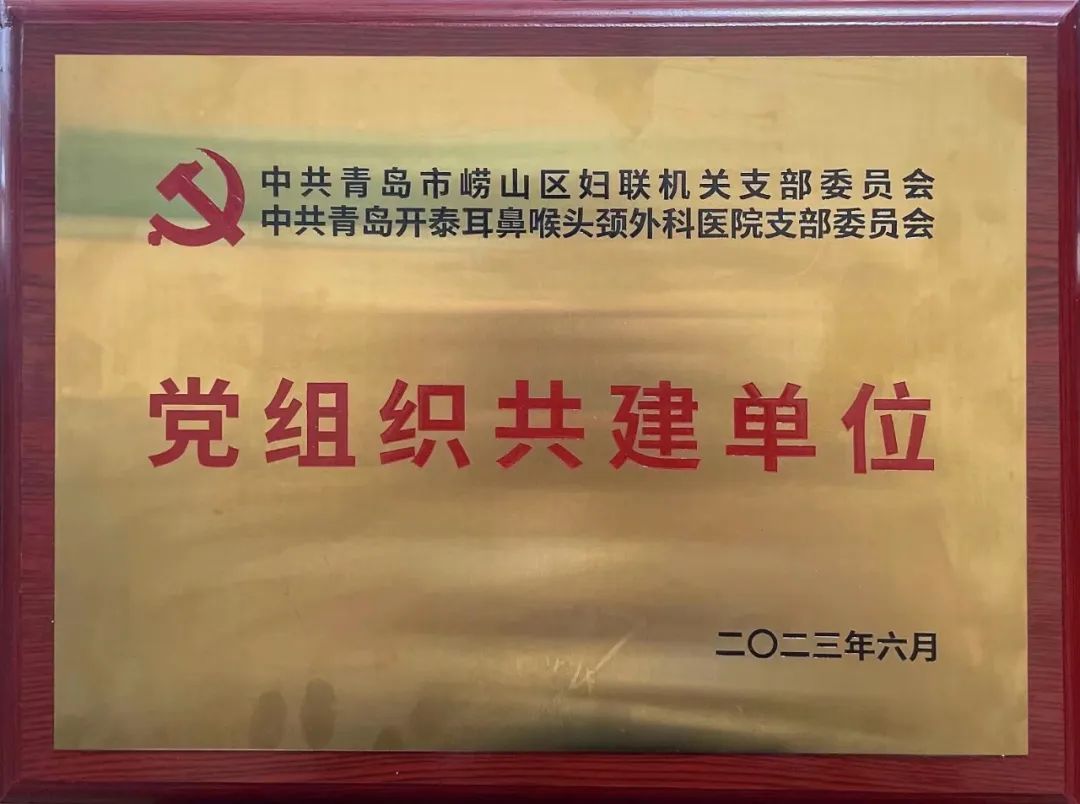 中共青岛市崂山区妇联机关支部委员会
中共青岛开泰耳鼻喉头颈外科医院支部委员会
党组织共建单位
二〇二三年六月